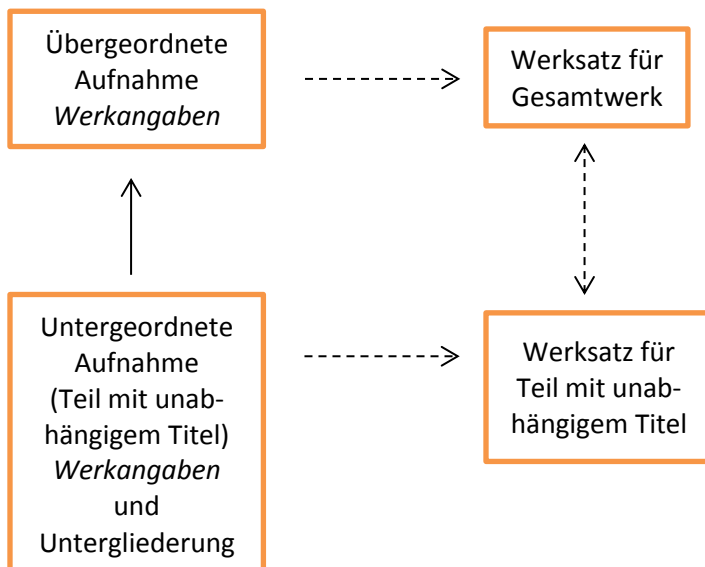 Übergeordnete
Aufnahme
Werkangaben
Werksatz für
Gesamtwerk
Untergeordnete
Aufnahme
(Teil mit unab-
hängigem Titel)
Werkangaben
und
Untergliederung
Werksatz für
Teil mit unab-
hängigem Titel